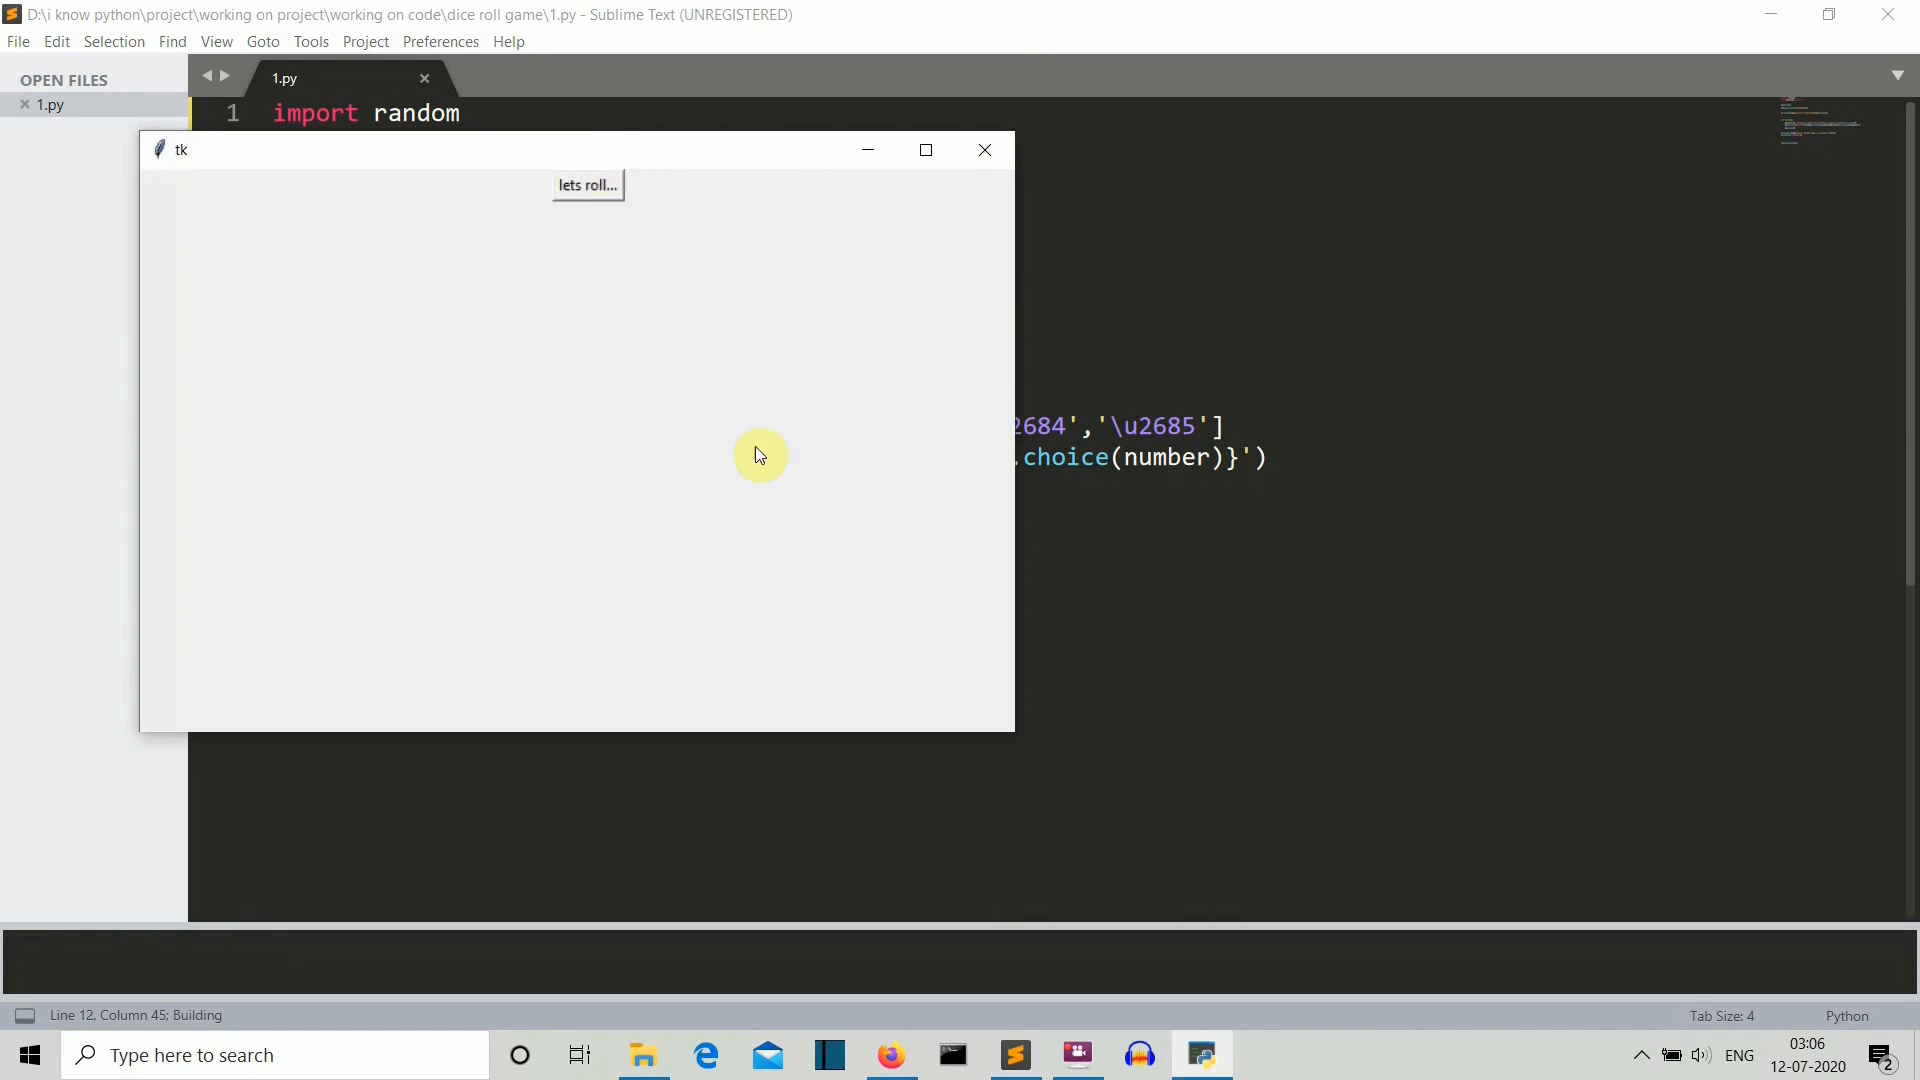 D:\i know python\project\working on project\working on code\dice roll game\1.py - Sublime Text (UNREGISTERED)
File Edit Selection Find View Goto Tools Project Preferences Help
OPEN FILES
1.py
1.py
1 import random
tk
lets roll...
2684','\u2685']
.choice(number)}')
Line 12, Column 45; Building
Tab Size: 4
Python
Type here to search
ENG
03:06
12-07-2020
2